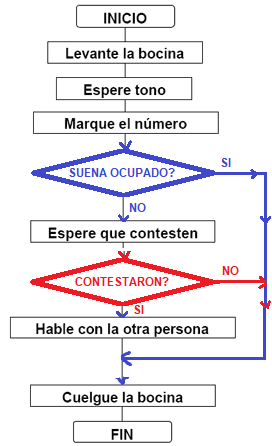 INICIO
Levante la bocina
Espere tono
Marque el número
SUENA OCUPADO?
SI
NO
Espere que contesten
CONTESTARON?
NO
SI
Hable con la otra persona
Cuelgue la bocina
FIN